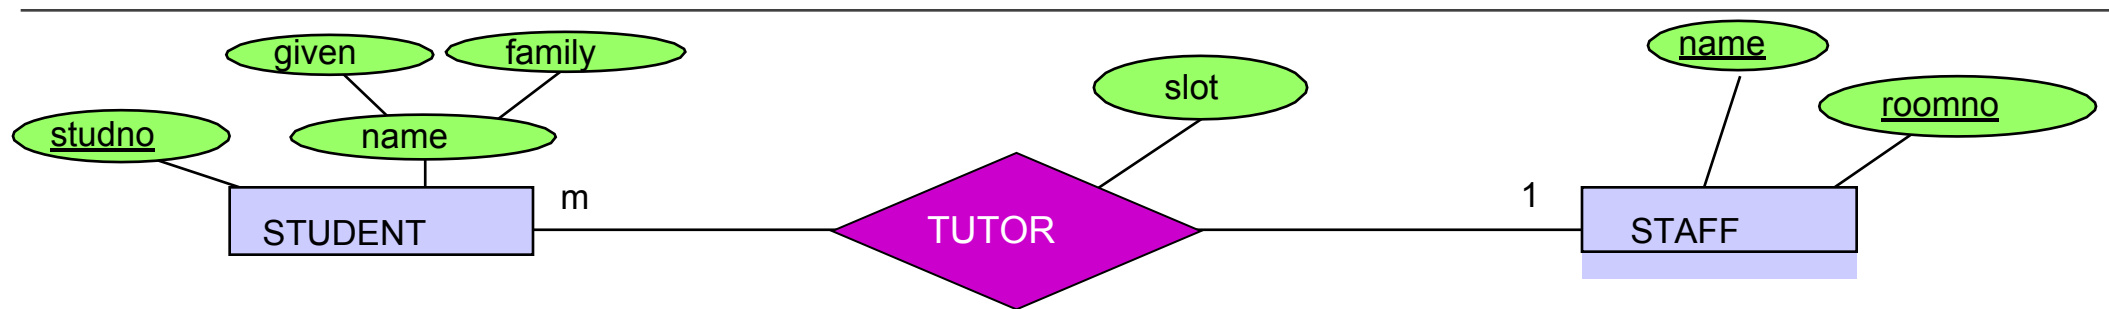 given
family
name
slot
studno
name
roomno
m
1
STUDENT
TUTOR
STAFF